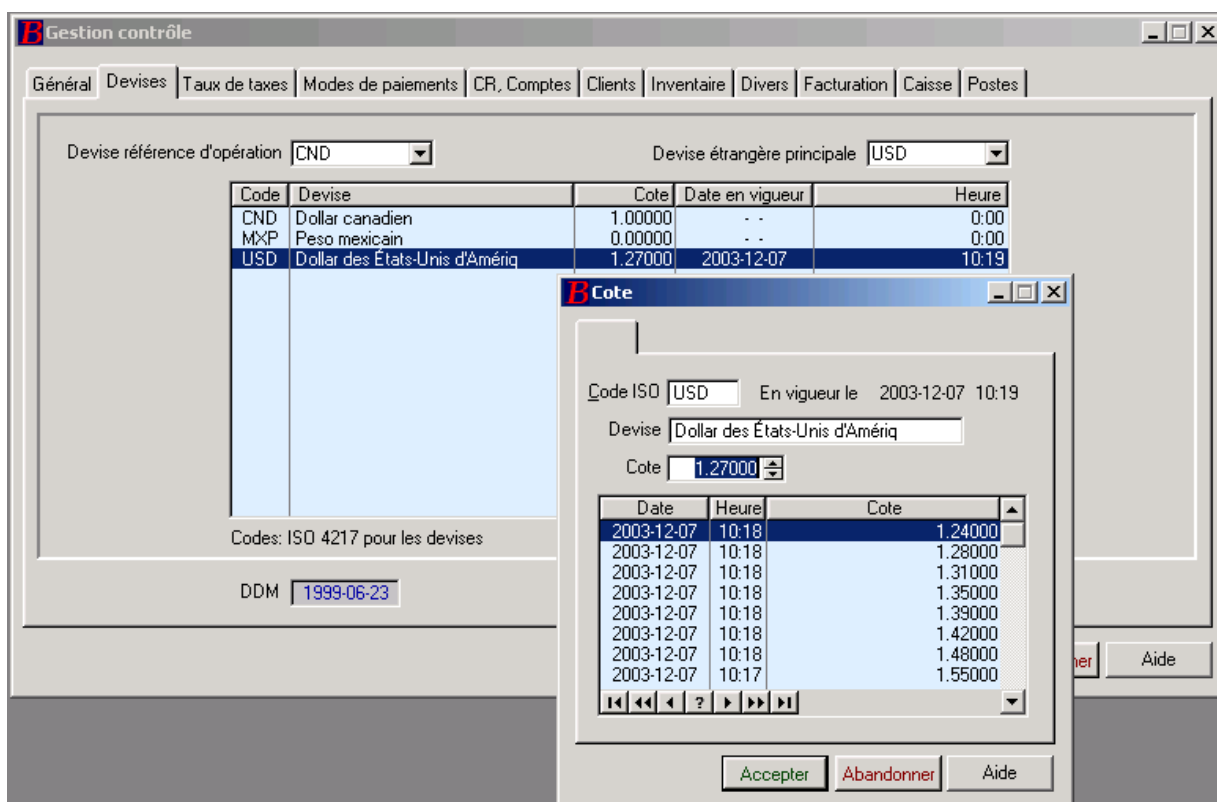 B Gestion contrôle
Général Devises Taux de taxes Modes de paiements CR, Comptes Clients Inventaire Divers Facturation Caisse Postes
Devise référence d'opération CND Devise étrangère principale USD
Code Devise Cote Date en vigueur Heure
CND Dollar canadien 1.00000 - - 0:00
MXP Peso mexicain 0.00000 - - 0:00
USD Dollar des États-Unis d'Amériq 1.27000 2003-12-07 10:19
Codes: ISO 4217 pour les devises
DDM 1999-06-23
ner Aide
B Cote
Code ISO USD En vigueur le 2003-12-07 10:19
Devise Dollar des États-Unis d'Amériq
Cote 1.27000
Date Heure Cote
2003-12-07 10:18 1.24000
2003-12-07 10:18 1.28000
2003-12-07 10:18 1.31000
2003-12-07 10:18 1.35000
2003-12-07 10:18 1.39000
2003-12-07 10:18 1.42000
2003-12-07 10:18 1.48000
2003-12-07 10:17 1.55000
?
Accepter Abandonner Aide